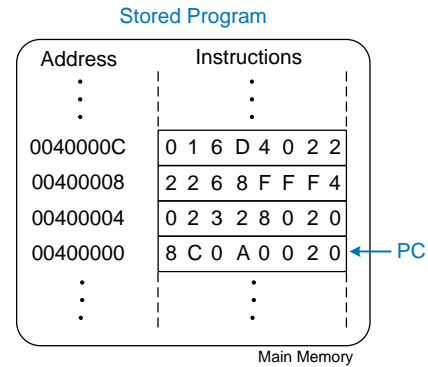 Stored Program
Address Instructions
0040000C 0 1 6 D 4 0 2 2
00400008 2 2 6 8 F F F 4
00400004 0 2 3 2 8 0 2 0
00400000 8 C 0 A 0 0 2 0 PC
Main Memory